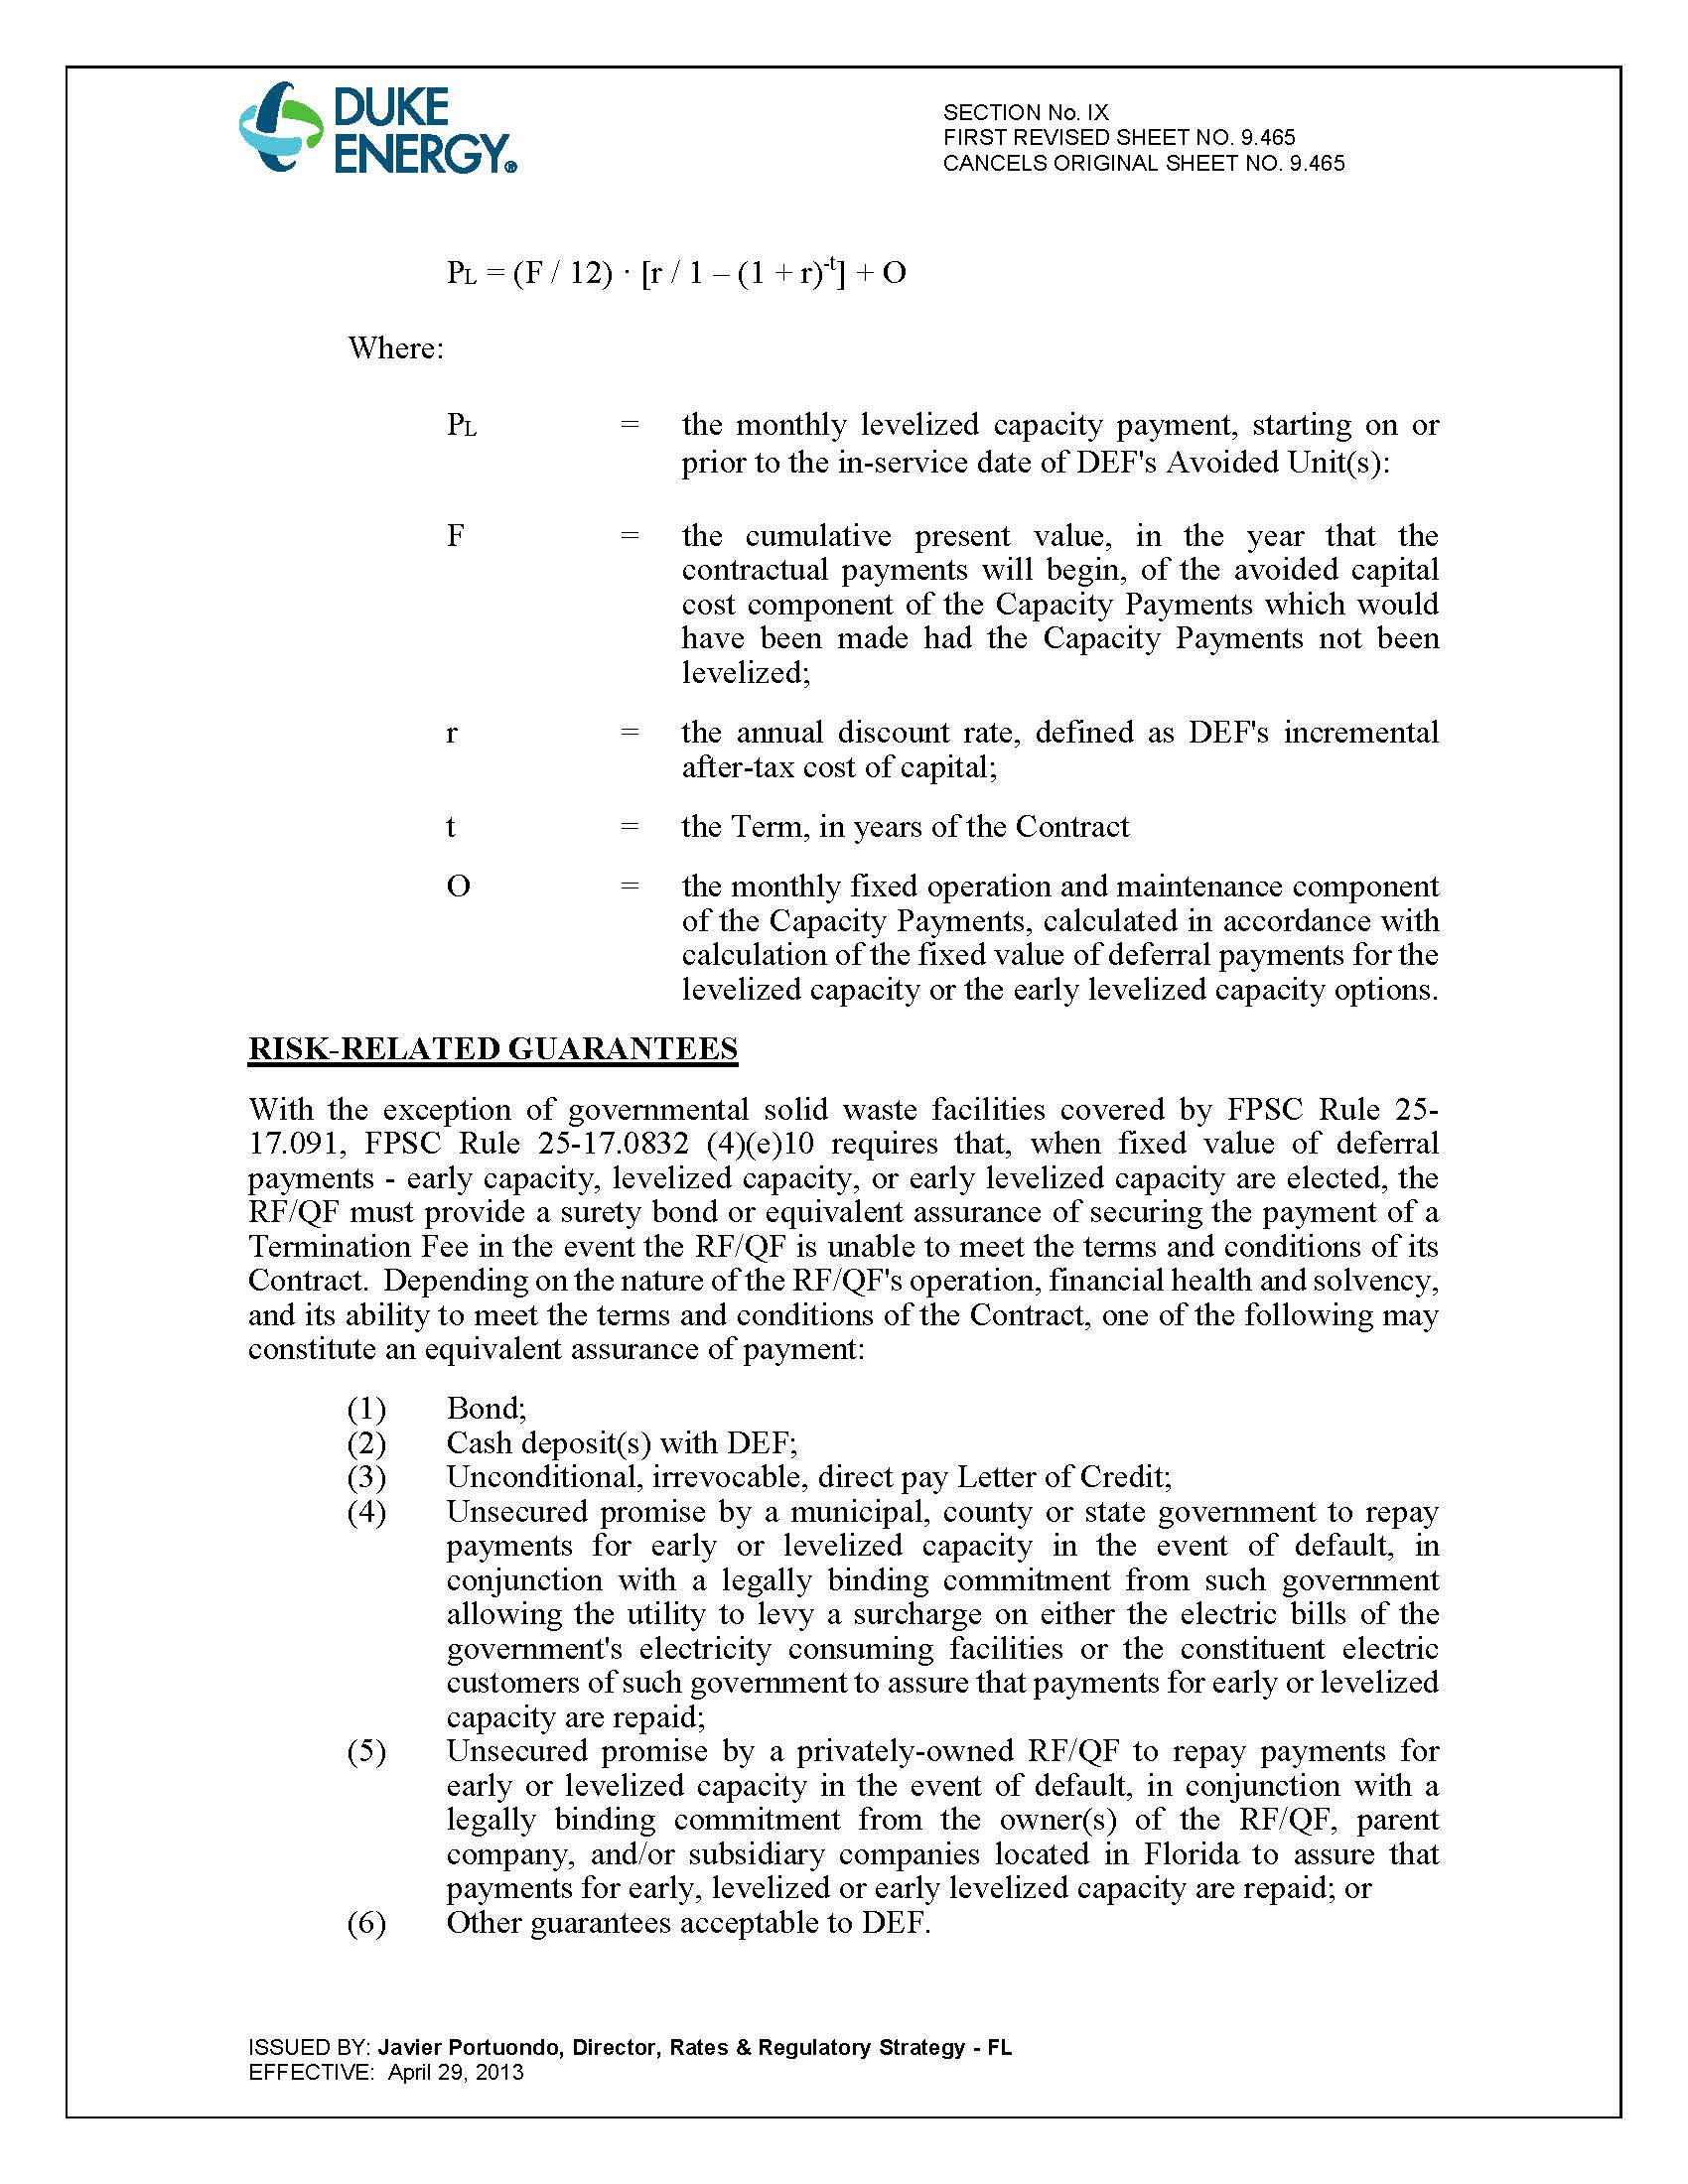 DUKE
ENERGY®
SECTION No. IX
FIRST REVISED SHEET NO. 9.465
CANCELS ORIGINAL SHEET NO. 9.465
PL = (F / 12) · [r / 1 – (1 + r)-t] + O
Where:
PL = the monthly levelized capacity payment, starting on or
prior to the in-service date of DEF's Avoided Unit(s):
F = the cumulative present value, in the year that the
contractual payments will begin, of the avoided capital
cost component of the Capacity Payments which would
have been made had the Capacity Payments not been
levelized;
r = the annual discount rate, defined as DEF's incremental
after-tax cost of capital;
t = the Term, in years of the Contract
O = the monthly fixed operation and maintenance component
of the Capacity Payments, calculated in accordance with
calculation of the fixed value of deferral payments for the
levelized capacity or the early levelized capacity options.
RISK-RELATED GUARANTEES
With the exception of governmental solid waste facilities covered by FPSC Rule 25-
17.091, FPSC Rule 25-17.0832 (4)(e)10 requires that, when fixed value of deferral
payments - early capacity, levelized capacity, or early levelized capacity are elected, the
RF/QF must provide a surety bond or equivalent assurance of securing the payment of a
Termination Fee in the event the RF/QF is unable to meet the terms and conditions of its
Contract. Depending on the nature of the RF/QF's operation, financial health and solvency,
and its ability to meet the terms and conditions of the Contract, one of the following may
constitute an equivalent assurance of payment:
(1) Bond;
(2) Cash deposit(s) with DEF;
(3) Unconditional, irrevocable, direct pay Letter of Credit;
(4) Unsecured promise by a municipal, county or state government to repay
payments for early or levelized capacity in the event of default, in
conjunction with a legally binding commitment from such government
allowing the utility to levy a surcharge on either the electric bills of the
government's electricity consuming facilities or the constituent electric
customers of such government to assure that payments for early or levelized
capacity are repaid;
(5) Unsecured promise by a privately-owned RF/QF to repay payments for
early or levelized capacity in the event of default, in conjunction with a
legally binding commitment from the owner(s) of the RF/QF, parent
company, and/or subsidiary companies located in Florida to assure that
payments for early, levelized or early levelized capacity are repaid; or
(6) Other guarantees acceptable to DEF.
ISSUED BY: Javier Portuondo, Director, Rates & Regulatory Strategy - FL
EFFECTIVE: April 29, 2013